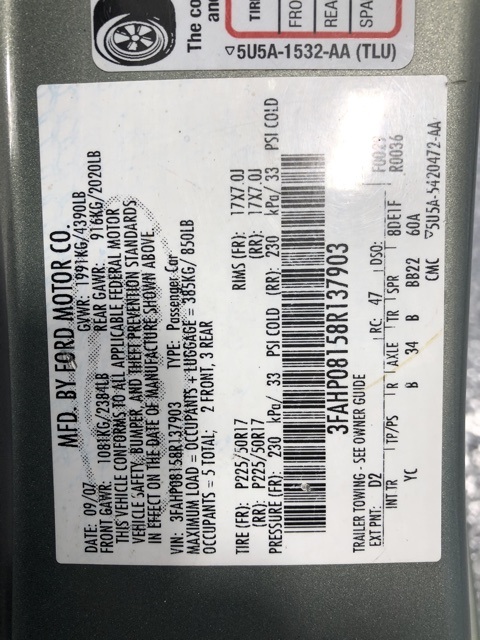 The co
and
TIRE
FRO
REA
SPA
▽5U5A-1532-AA (TLU)
MFD. BY FORD MOTOR CO.
DATE: 09/07 GVWR: 1991KG/4390LB
FRONT GAWR: 1081KG/2384LB REAR GAWR: 916KG/2020LB
THIS VEHICLE CONFORMS TO ALL APPLICABLE FEDERAL MOTOR
VEHICLE SAFETY, BUMPER, AND THEFT PREVENTION STANDARDS
IN EFFECT ON THE DATE OF MANUFACTURE SHOWN ABOVE.
VIN: 3FAHP08158R137903 TYPE: Passenger Car
MAXIMUM LOAD = OCCUPANTS + LUGGAGE = 385KG/ 850LB
OCCUPANTS = 5 TOTAL; 2 FRONT, 3 REAR
TIRE (FR): P225/50R17 RIMS (FR): 17X7.0J
(RR): P225/50R17 (RR): 17X7.0J
PRESSURE (FR): 230 kPa/ 33 PSI COLD (RR): 230 kPa/ 33 PSI COLD
3FAHP08158R137903
TRAILER TOWING - SEE OWNER GUIDE F0029
EXT PNT: D2 RC: 47 DSO: 8DE1F R0036
INT TR TP/PS R AXLE TR SPR 60A
YC B 34 B BB22
CMC ▽5U5A-5420472-AA